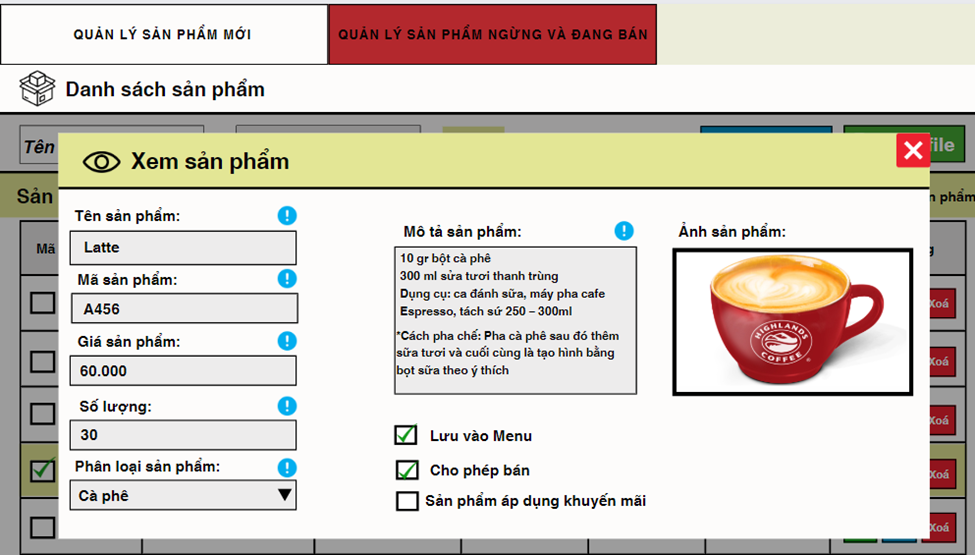 QUẢN LÝ SẢN PHẨM MỚI
QUẢN LÝ SẢN PHẨM NGỪNG VÀ ĐANG BÁN
Danh sách sản phẩm
Tên
file
Xem sản phẩm
Sản
n phẩm
Mã
g
Tên sản phẩm:
Latte
Mã sản phẩm:
A456
Giá sản phẩm:
60.000
Số lượng:
30
Phân loại sản phẩm:
Cà phê
Mô tả sản phẩm:
10 gr bột cà phê
300 ml sửa tươi thanh trùng
Dụng cụ: ca đánh sữa, máy pha cafe
Espresso, tách sứ 250 – 300ml
*Cách pha chế: Pha cà phê sau đó thêm
sữa tươi và cuối cùng là tạo hình bằng
bọt sữa theo ý thích
Lưu vào Menu
Cho phép bán
Sản phẩm áp dụng khuyến mãi
Ảnh sản phẩm:
HIGHLANDS
COFFEE
Xoá
Xoá
Xoá
Xoá
Xoá